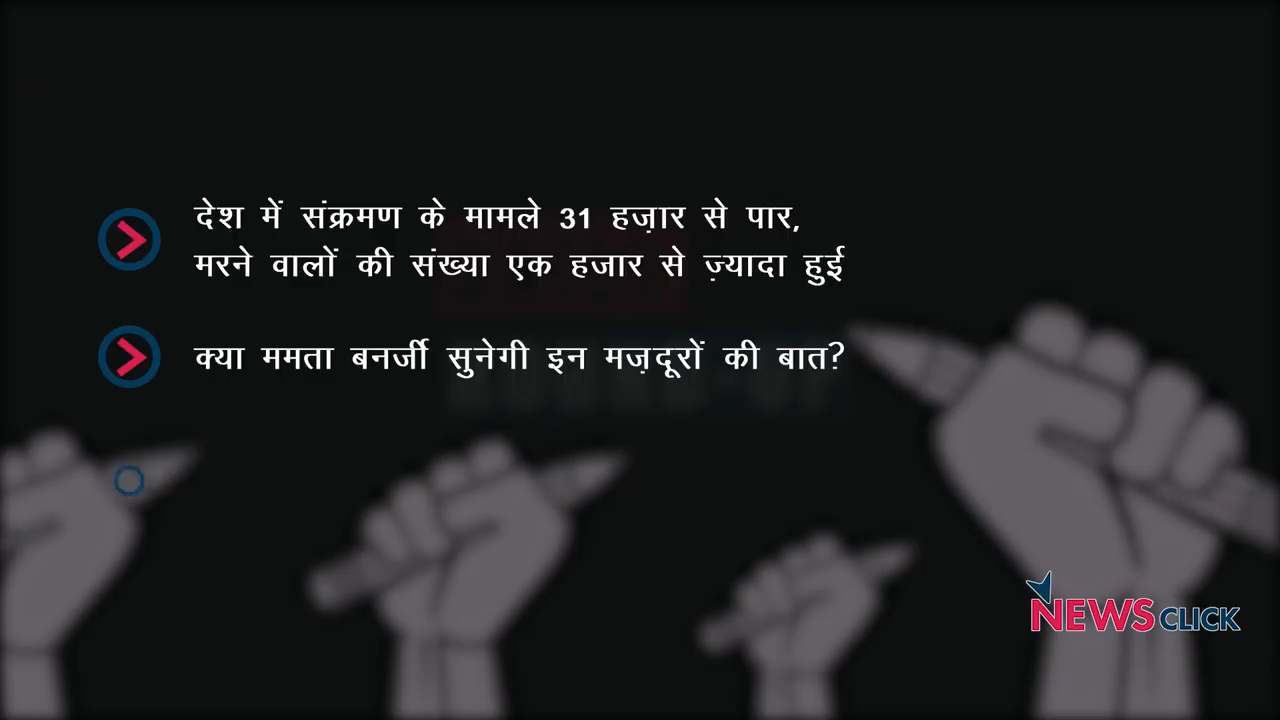 देश में संक्रमण के मामले 31 हज़ार से पार,
मरने वालों की संख्या एक हजार से ज़्यादा हुई
क्या ममता बनर्जी सुनेगी इन मज़दूरों की बात?
NEWSCLICK